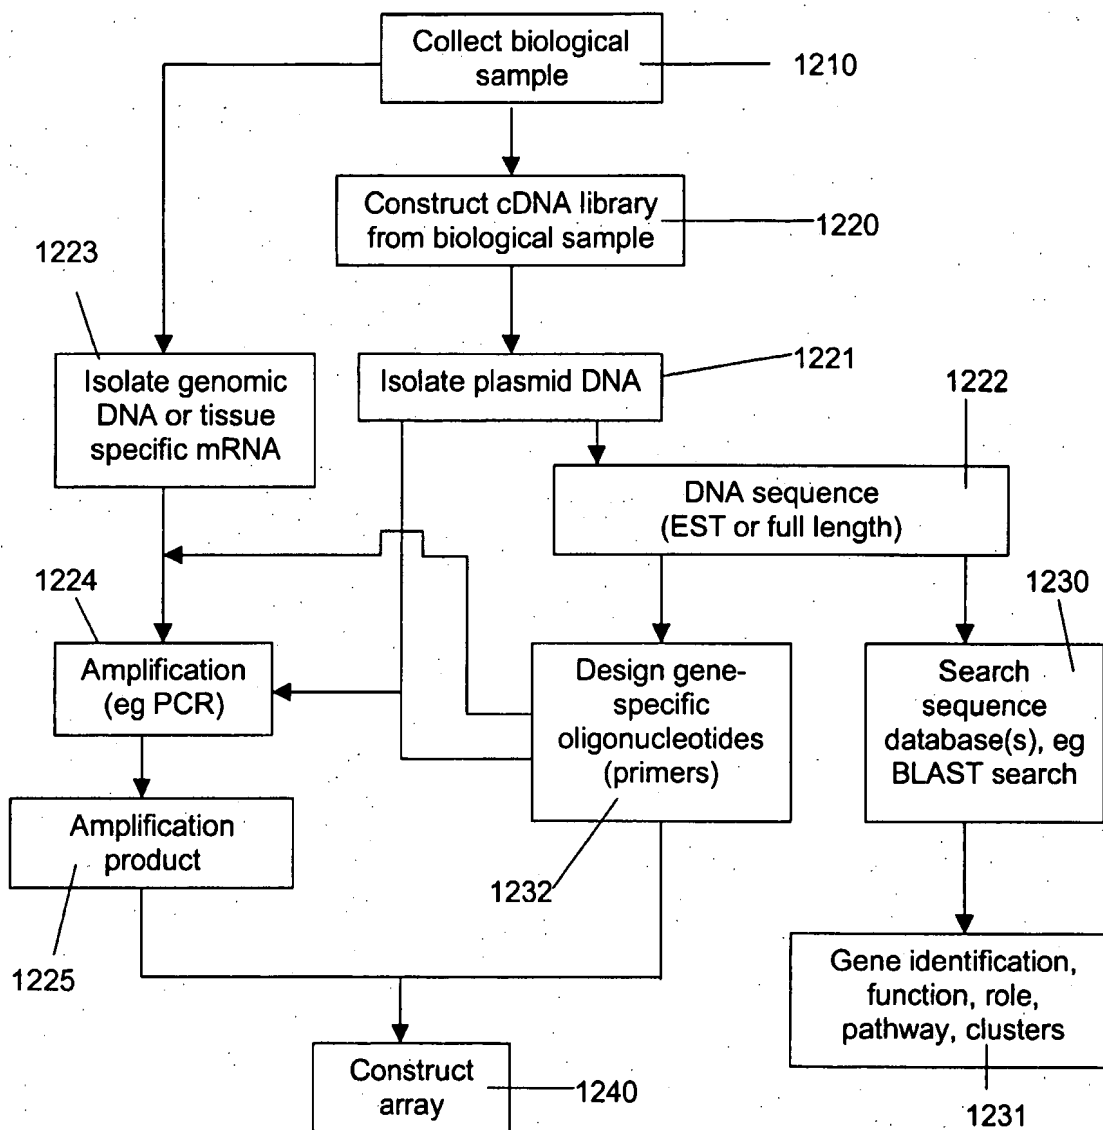 Collect biological
sample
1210
Construct cDNA library
from biological sample
1220
1223
Isolate genomic
DNA or tissue
specific mRNA
Isolate plasmid DNA
1221
1222
DNA sequence
(EST or full length)
1224
Amplification
(eg PCR)
Design gene-
specific
oligonucleotides
(primers)
1230
Search
sequence
database(s), eg
BLAST search
Amplification
product
1225
1232
Gene identification,
function, role,
pathway, clusters
1231
Construct
array
1240